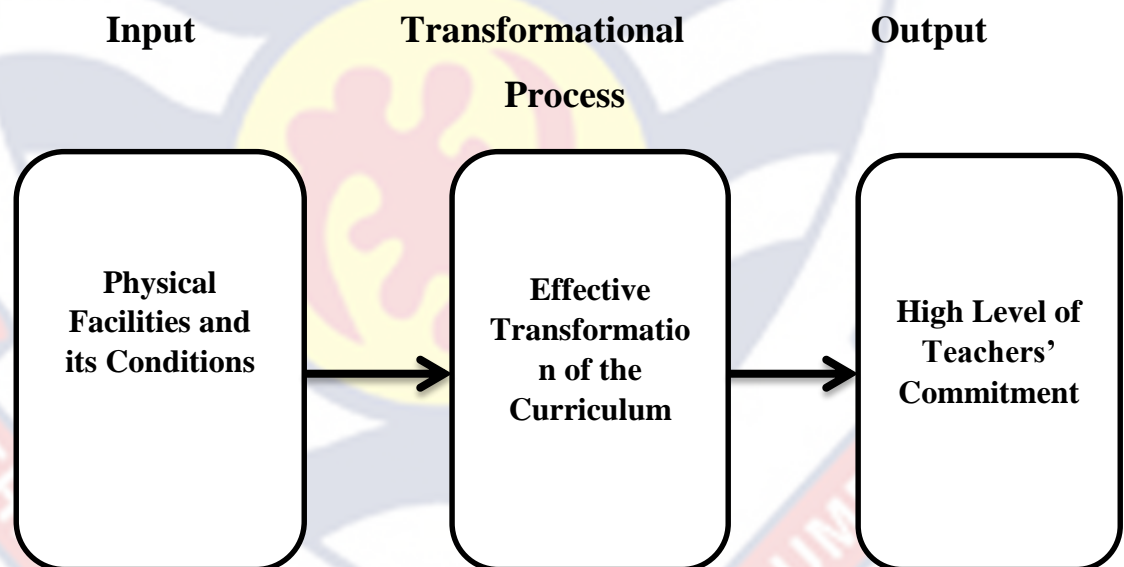 Input
Transformational
Process
Output
Physical
Facilities and
its Conditions
Effective
Transformatio
n of the
Curriculum
High Level of
Teachers’
Commitment